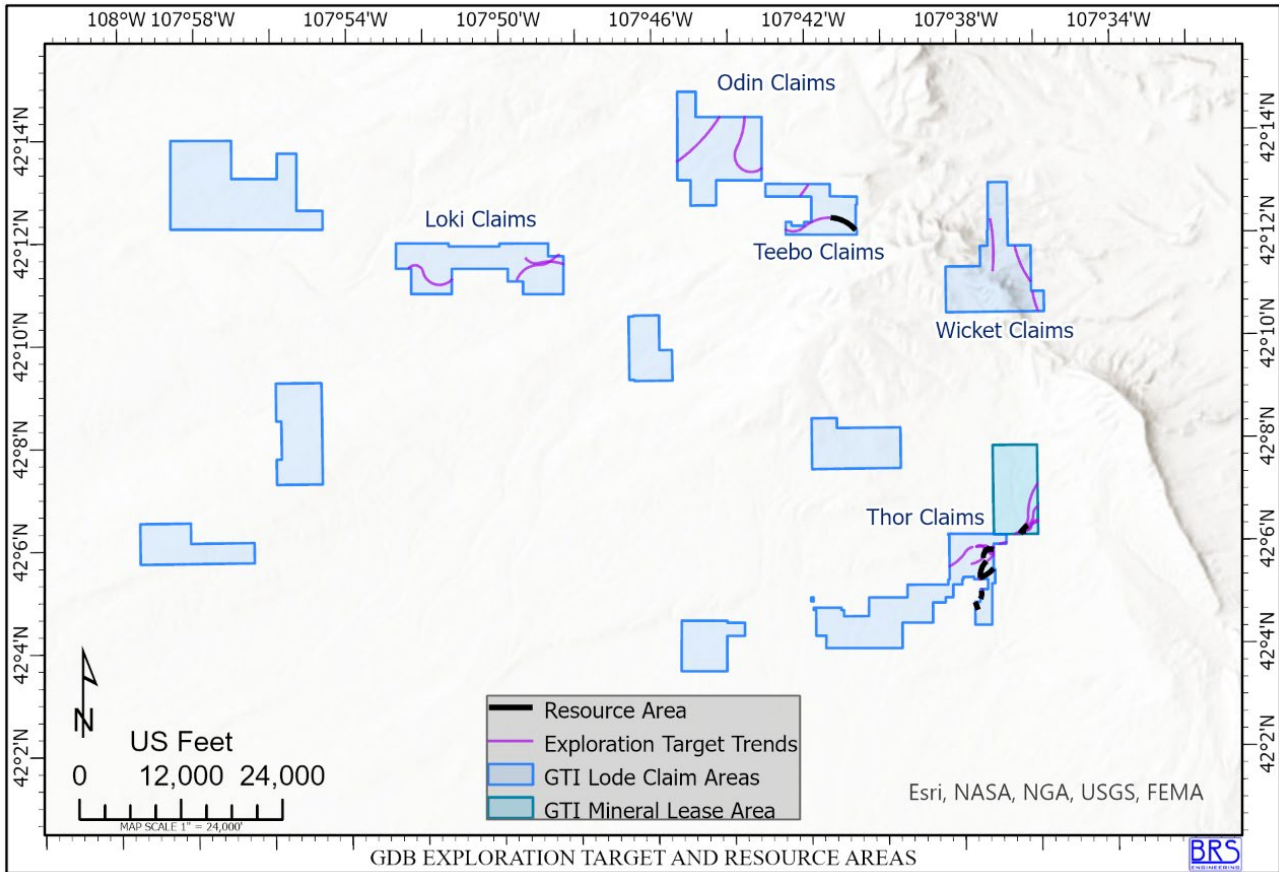 108°W 107°58'W 107°54'W 107°50'W 107°46'W 107°42'W 107°38'W 107°34'W
42°14'N
42°12'N
42°10'N
42°8'N
42°6'N
42°4'N
42°2'N
Odin Claims
Loki Claims
Teebo Claims
Wicket Claims
Thor Claims
42°14'N
42°12'N
42°10'N
42°8'N
42°6'N
42°4'N
42°2'N
N
US Feet
0 12,000 24,000
MAP SCALE 1" = 24,000'
Resource Area
Exploration Target Trends
GTI Lode Claim Areas
GTI Mineral Lease Area
Esri, NASA, NGA, USGS, FEMA
GDB EXPLORATION TARGET AND RESOURCE AREAS
BRS
ENGINEERING